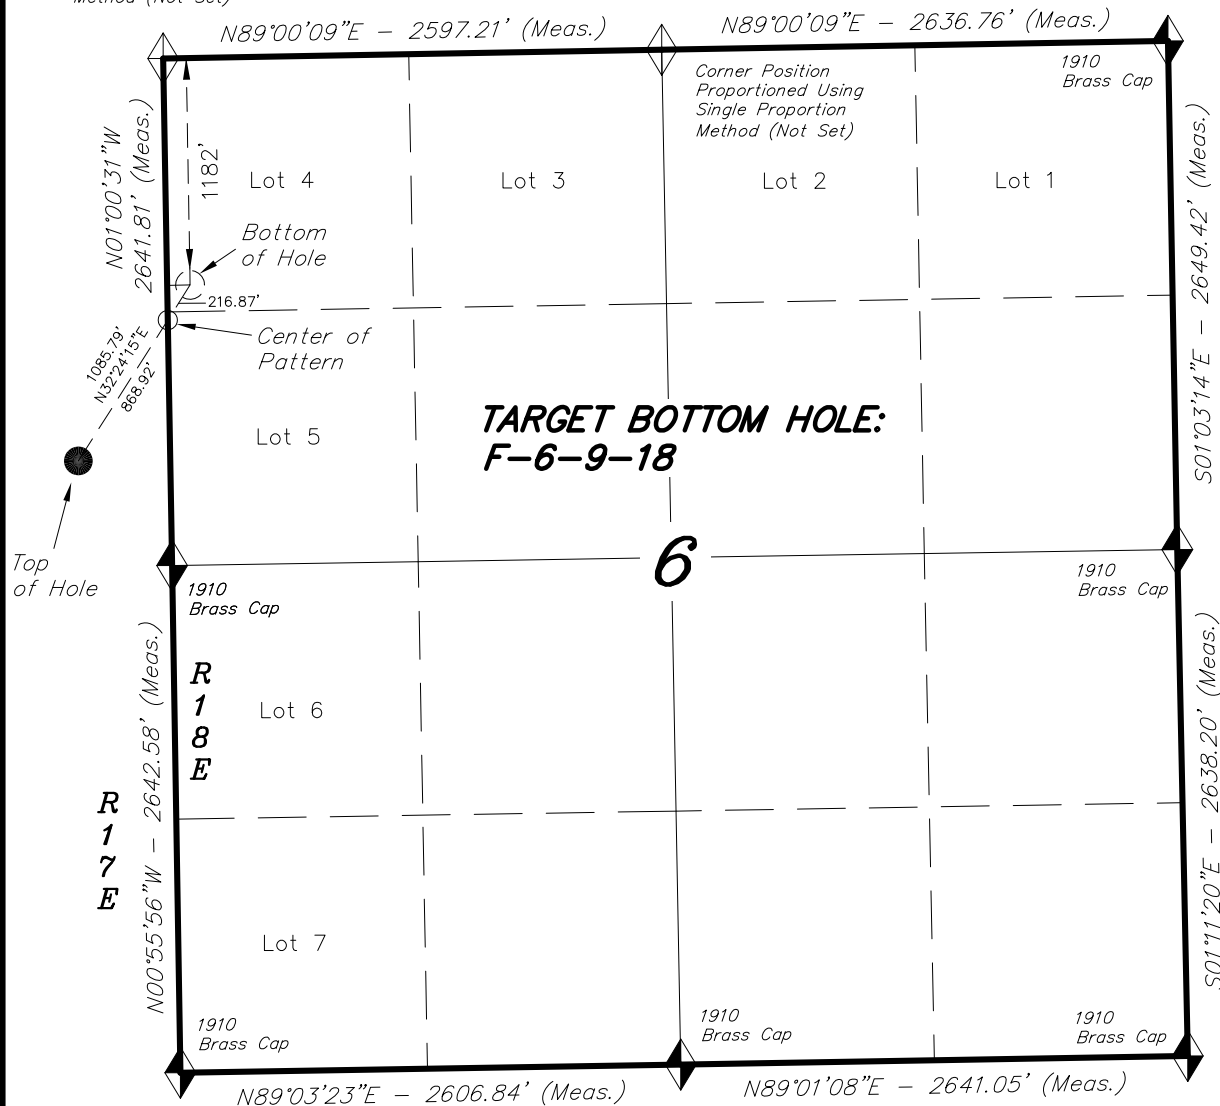 Method (Not Set)
N89°00'09"E - 2597.21' (Meas.)
N89°00'09"E - 2636.76' (Meas.)
Corner Position
Proportioned Using
Single Proportion
Method (Not Set)
1910
Brass Cap
N01°00'31"W
2641.81' (Meas.)
1182'
Lot 4
Lot 3
Lot 2
Lot 1
S01°03'14"E - 2649.42' (Meas.)
Bottom
of Hole
216.87'
Center of
Pattern
1085.79'
N32°24'15"E
868.92'
Lot 5
TARGET BOTTOM HOLE:
F-6-9-18
Top
of Hole
6
1910
Brass Cap
1910
Brass Cap
R
1
8
E
R
1
7
E
N00°55'56"W - 2642.58' (Meas.)
Lot 6
S01°11'20"E - 2638.20' (Meas.)
Lot 7
1910
Brass Cap
1910
Brass Cap
1910
Brass Cap
N89°03'23"E - 2606.84' (Meas.)
N89°01'08"E - 2641.05' (Meas.)